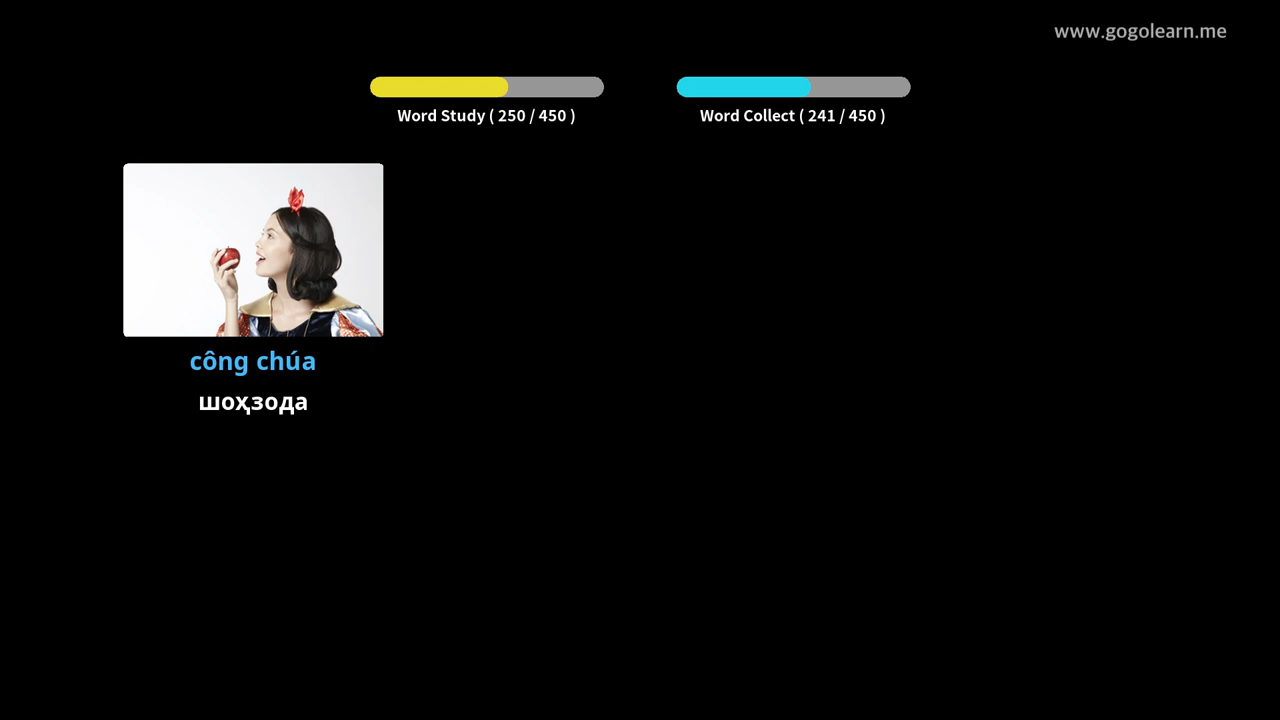 www.gogolearn.me
Word Study ( 250 / 450 )
Word Collect ( 241 / 450 )
công chúa
шоҳзода